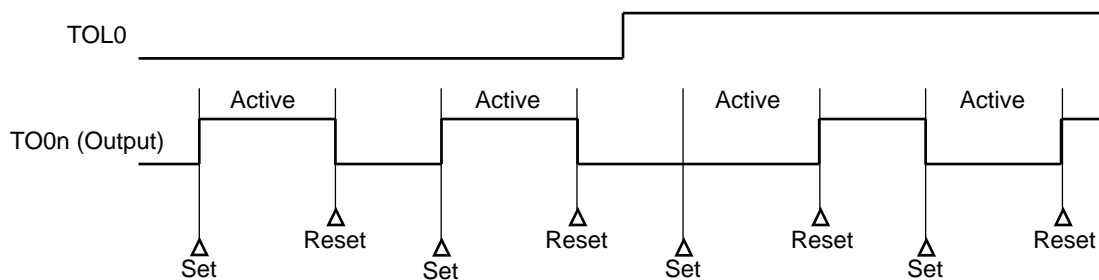 TOL0
Active Active Active Active
TO0n (Output)
Reset Reset Reset Reset
Set Set Set Set